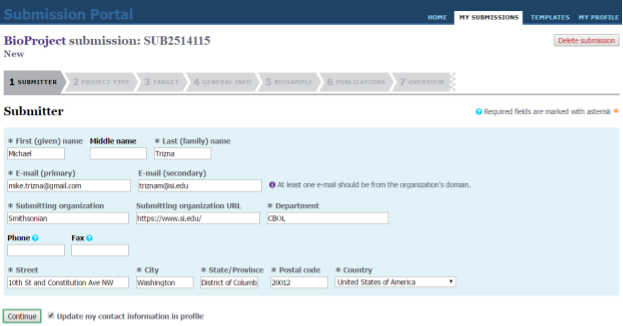 Submission Portal
HOME MY SUBMISSIONS TEMPLATES MY PROFILE
BioProject submission: SUB2514115
Delete submission
New
1 SUBMITTER 2 PROJECT TYPE 3 TARGET 4 GENERAL INFO 5 BIOSAMPLE 6 PUBLICATIONS 7 OVERVIEW
Submitter
Required fields are marked with asterisk *
* First (given) name Middle name * Last (family) name
Michael Trizna
* E-mail (primary) E-mail (secondary)
mike.trizna@gmail.com triznam@si.edu At least one e-mail should be from the organization's domain.
* Submitting organization Submitting organization URL * Department
Smithsonian https://www.si.edu/ CBOL
Phone Fax
* Street * City * State/Province * Postal code * Country
10th St and Constitution Ave NW Washington District of Columb 20012 United States of America
Continue Update my contact information in profile